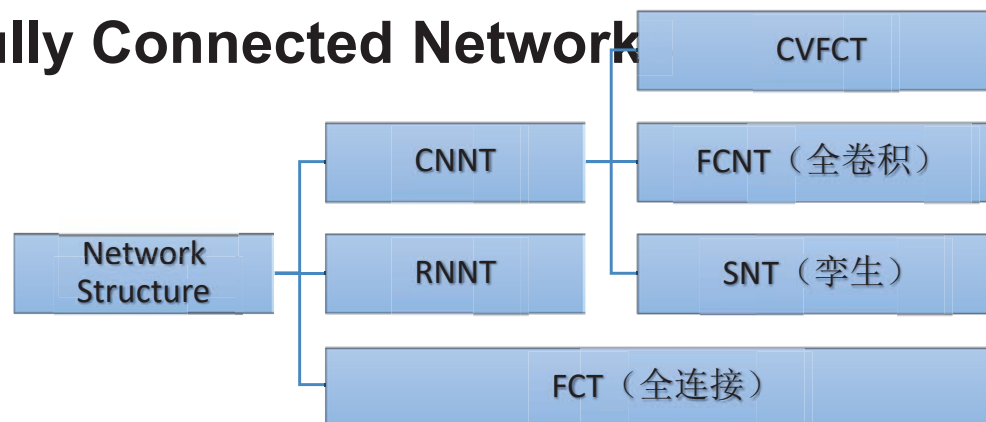 ully Connected Network
CVFCT
CNNT
FCNT（全卷积）
Network
Structure
RNNT
SNT（孪生）
FCT（全连接）